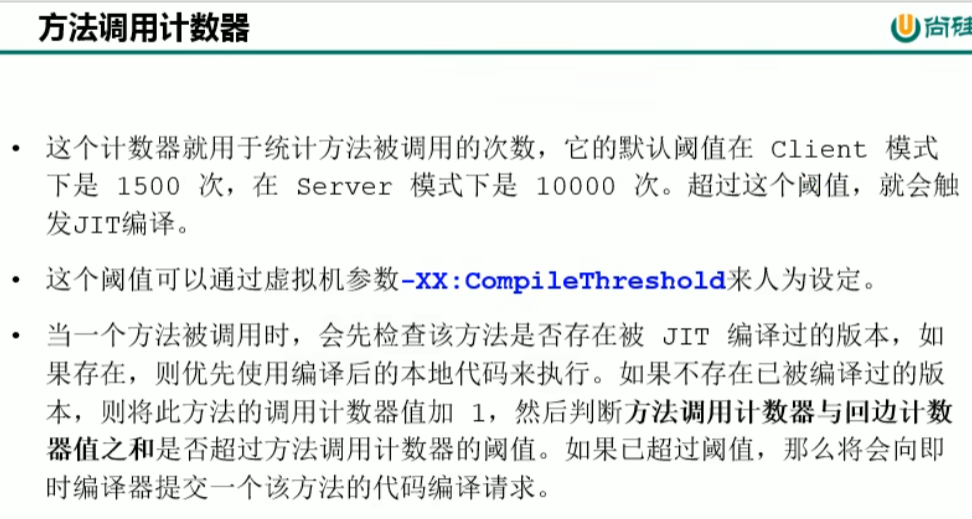 方法调用计数器
尚硅
• 这个计数器就用于统计方法被调用的次数，它的默认阈值在 Client 模式
下是 1500 次，在 Server 模式下是 10000 次。超过这个阈值，就会触
发JIT编译。
• 这个阈值可以通过虚拟机参数-XX:CompileThreshold来人为设定。
• 当一个方法被调用时，会先检查该方法是否存在被 JIT 编译过的版本，如
果存在，则优先使用编译后的本地代码来执行。如果不存在已被编译过的版
本，则将此方法的调用计数器值加 1，然后判断方法调用计数器与回边计数
器值之和是否超过方法调用计数器的阈值。如果已超过阈值，那么将会向即
时编译器提交一个该方法的代码编译请求。